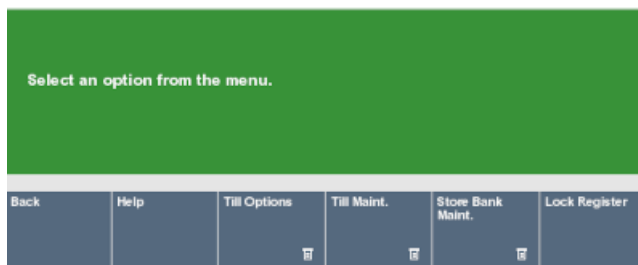 Select an option from the menu.
Back
Help
Till Options
Till Maint.
Store Bank
Maint.
Lock Register